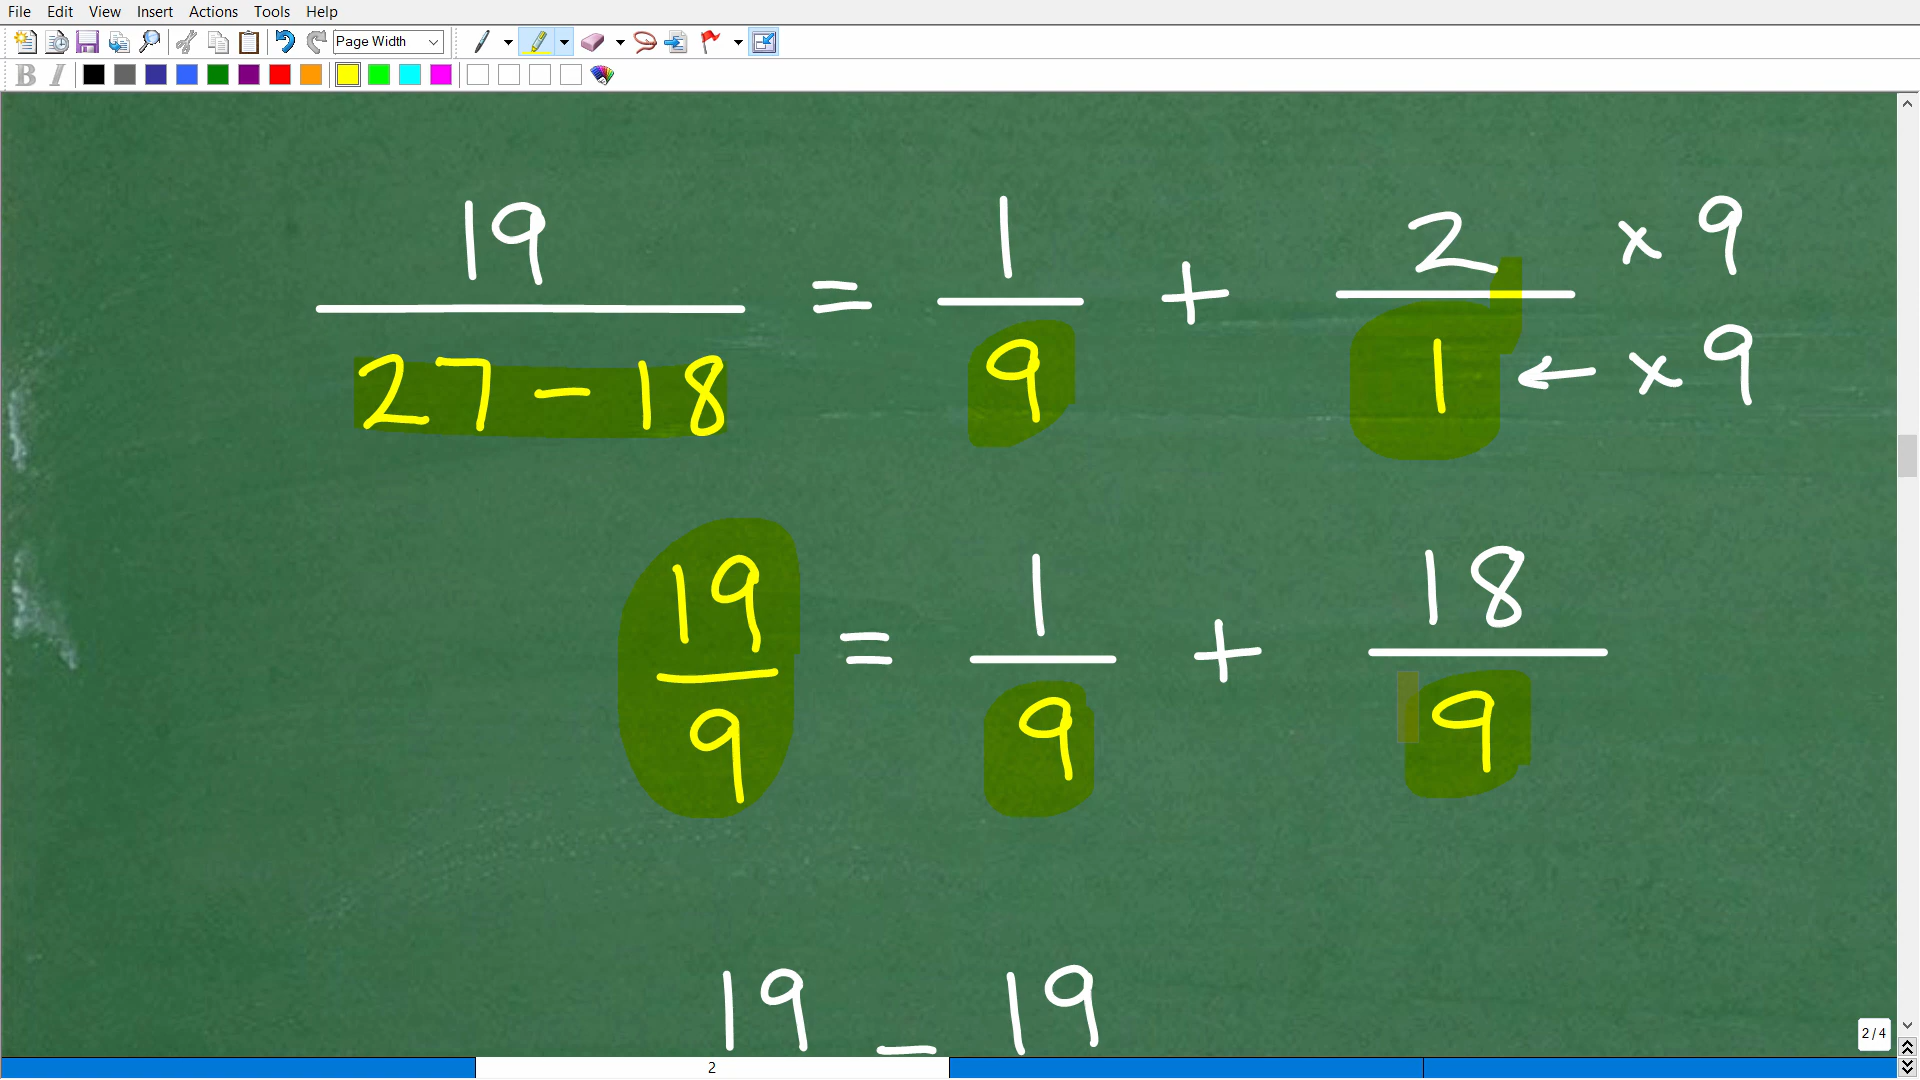 File Edit View Insert Actions Tools Help
Page Width
B I
19 / 27 - 18 = 1 / 9 + 2 / 1 x 9 ← x 9
19 / 9 = 1 / 9 + 18 / 9
19 19
2 / 4
2